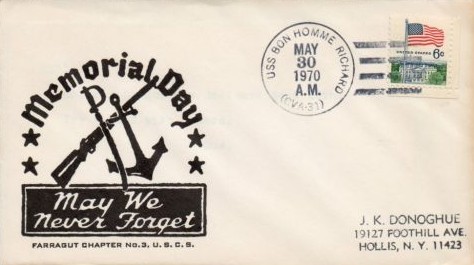 Memorial Day
May We
Never Forget
FARRAGUT CHAPTER No. 3, U. S. C. S.
USS BON HOMME RICHARD
MAY
30
1970
A.M.
(CVA-31)
UNITED STATES
6c
J. K. DONOGHUE
19127 FOOTHILL AVE.
HOLLIS, N. Y. 11423